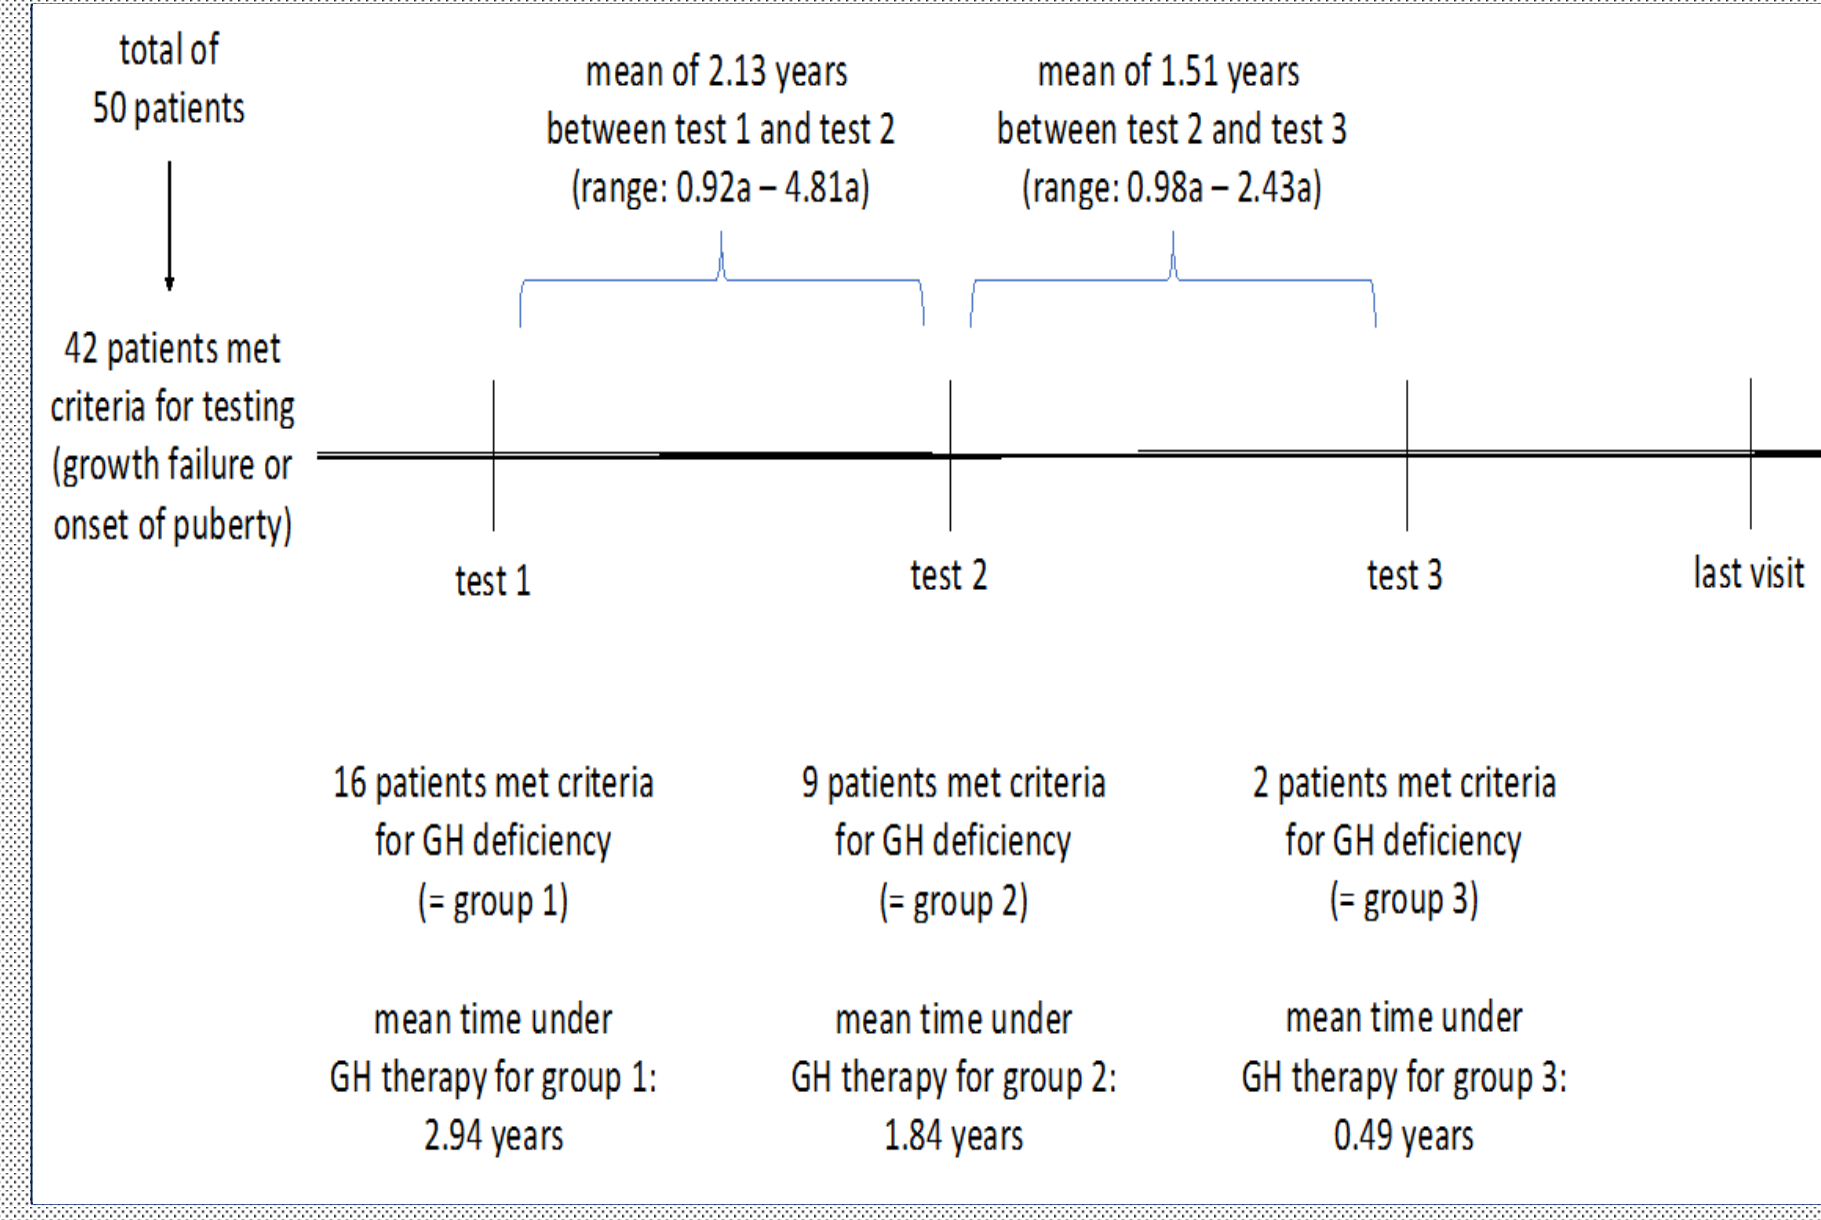 total of
50 patients
42 patients met
criteria for testing
(growth failure or
onset of puberty)
mean of 2.13 years
between test 1 and test 2
(range: 0.92a – 4.81a)
mean of 1.51 years
between test 2 and test 3
(range: 0.98a – 2.43a)
test 1
test 2
test 3
last visit
16 patients met criteria
for GH deficiency
(= group 1)
mean time under
GH therapy for group 1:
2.94 years
9 patients met criteria
for GH deficiency
(= group 2)
mean time under
GH therapy for group 2:
1.84 years
2 patients met criteria
for GH deficiency
(= group 3)
mean time under
GH therapy for group 3:
0.49 years